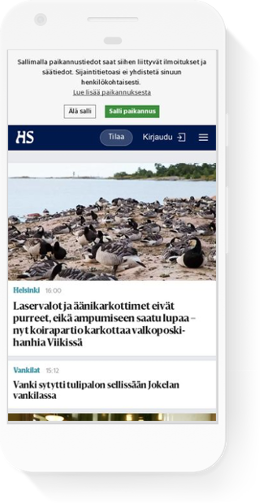 Sallimalla paikannustiedot saat siihen liittyvät ilmoitukset ja
säätiedot. Sijaintitietoasi ei yhdistetä sinuun
henkilökohtaisesti.
Lue lisää paikannuksesta
Älä salli Salli paikannus
HS Tilaa Kirjaudu
Helsinki 16:00
Laservalot ja äänikarkottimet eivät
purreet, eikä ampumiseen saatu lupaa –
nyt koirapartio karkottaa valkoposki-
hanhia Viikissä
Vankilat 15:12
Vanki sytytti tulipalon sellissään Jokelan
vankilassa